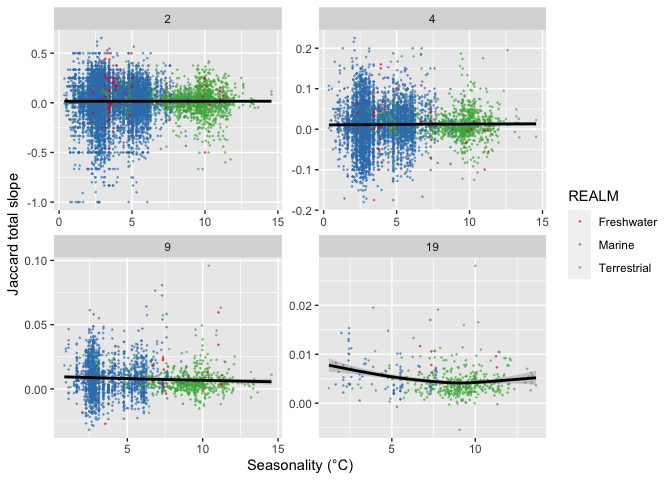 2
4
0.5
0.0
-0.5
-1.0
0 5 10 15
0.2
0.1
0.0
-0.1
-0.2
0 5 10 15
9
19
0.10
0.05
0.00
5 10 15
0.02
0.01
0.00
5 10
Jaccard total slope
Seasonality (°C)
REALM
Freshwater
Marine
Terrestrial